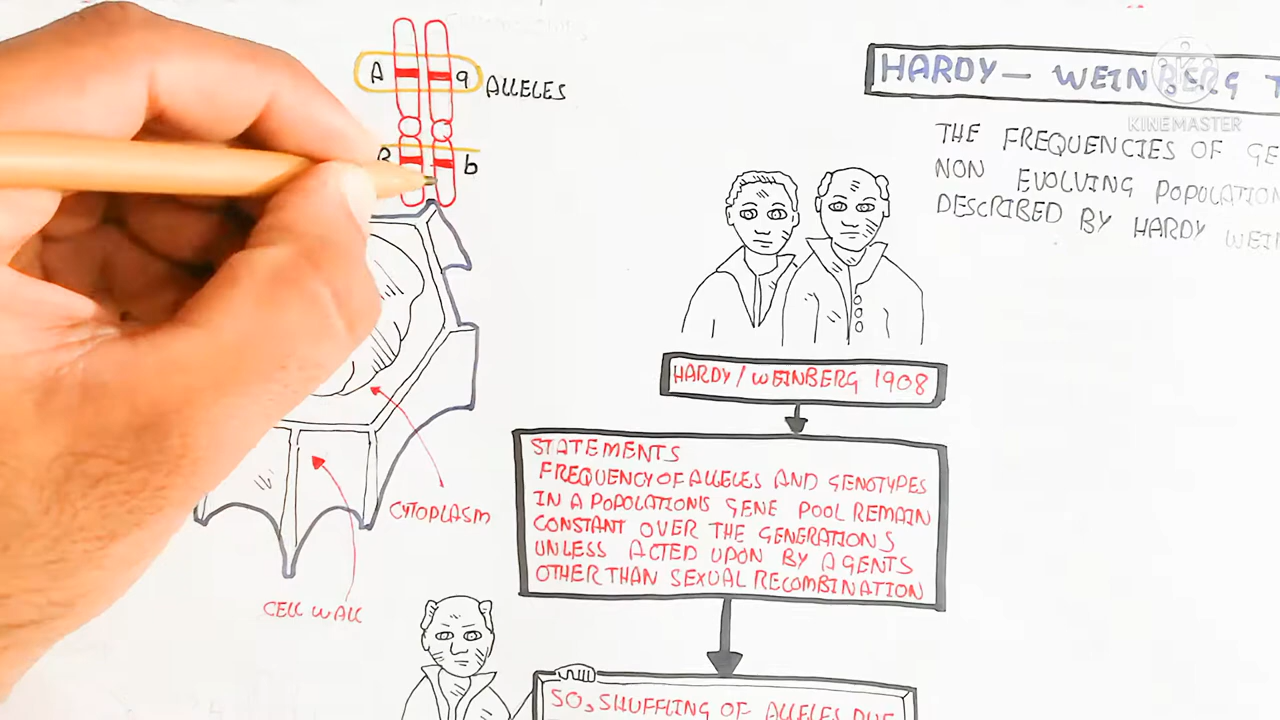 A a ALLELES
b
HARDY - WEINBERG
KINEMASTER
THE FREQUENCIES OF
NON EVOLVING POPULATION
DESCRIBED BY HARDY
HARDY/WEINBERG 1908
STATEMENTS
FREQUENCY OF ALLELES AND GENOTYPES
IN A POPOLATIONS GENE POOL REMAIN
CONSTANT OVER THE GENERATIONS
UNLESS ACTED UPON BY AGENTS
OTHER THAN SEXUAL RECOMBINATION
CYTOPLASM
CELL WALL
SO, SHUFFLING OF ALLELES DUE